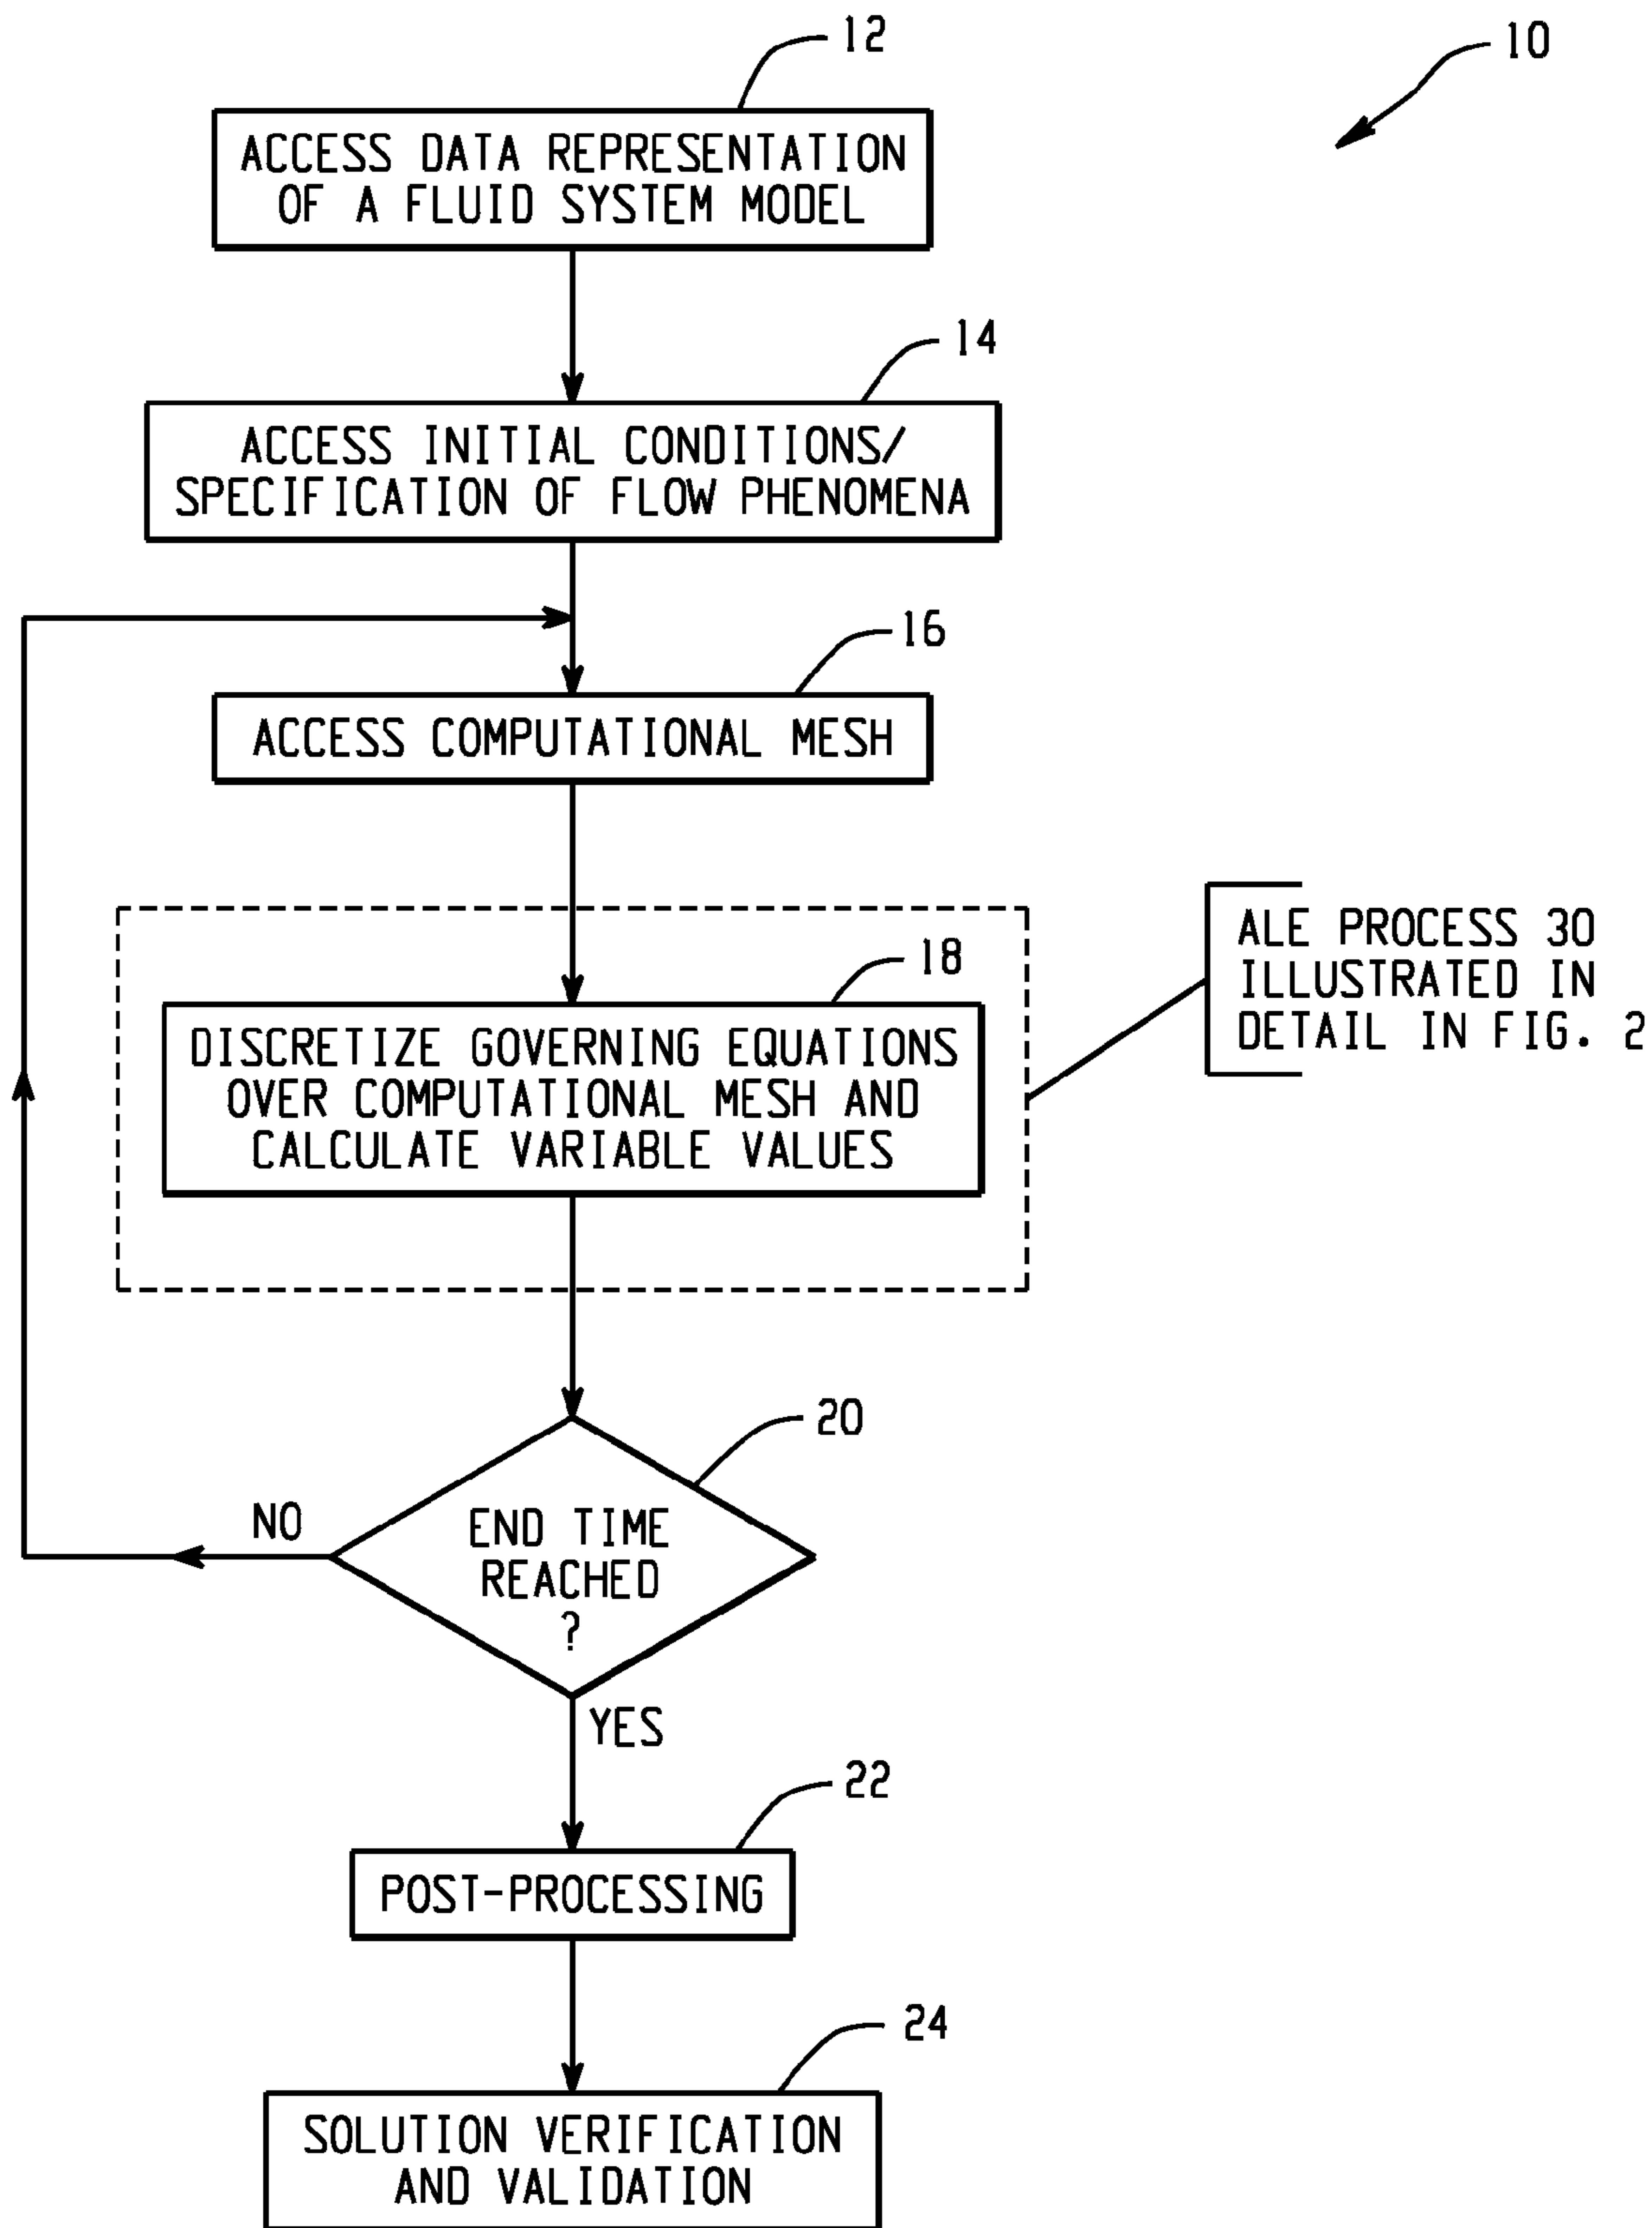 12
10
ACCESS DATA REPRESENTATION
OF A FLUID SYSTEM MODEL
14
ACCESS INITIAL CONDITIONS/
SPECIFICATION OF FLOW PHENOMENA
16
ACCESS COMPUTATIONAL MESH
ALE PROCESS 30
ILLUSTRATED IN
DETAIL IN FIG. 2
18
DISCRETIZE GOVERNING EQUATIONS
OVER COMPUTATIONAL MESH AND
CALCULATE VARIABLE VALUES
20
NO
END TIME
REACHED
?
YES
22
POST-PROCESSING
24
SOLUTION VERIFICATION
AND VALIDATION